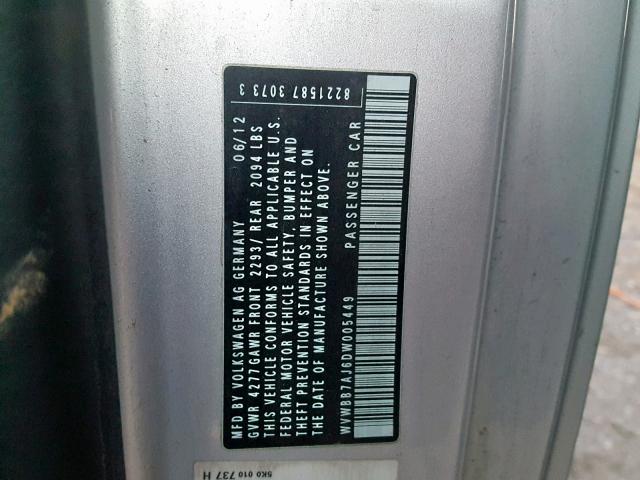 MFD BY VOLKSWAGEN AG GERMANY 06/12
GVWR 4277 GAWR FRONT 2293/ REAR 2094 LBS
THIS VEHICLE CONFORMS TO ALL APPLICABLE U.S.
FEDERAL MOTOR VEHICLE SAFETY, BUMPER AND
THEFT PREVENTION STANDARDS IN EFFECT ON
THE DATE OF MANUFACTURE SHOWN ABOVE.
WVWBB7AJ6DW005449 PASSENGER CAR
8221587 3073 3
5K0 010 737 H